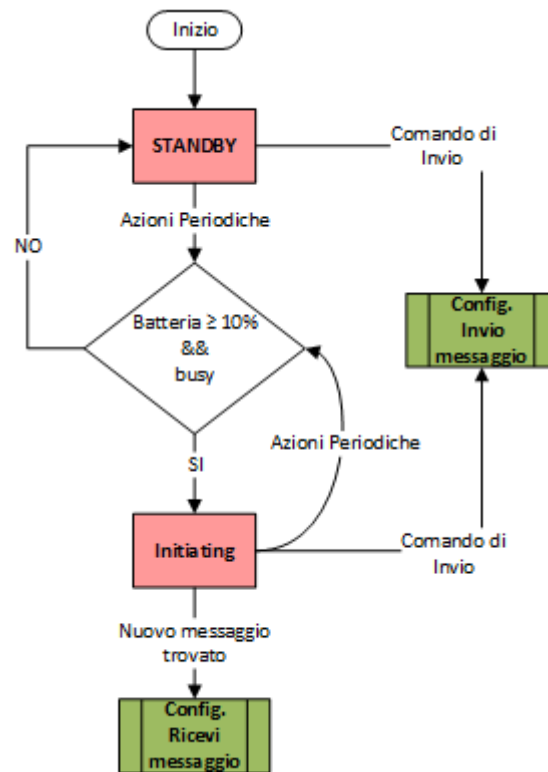 Inizio
STANDBY
Comando di
Invio
Azioni Periodiche
NO
Batteria ≥ 10%
&&
busy
Config.
Invio
messaggio
Azioni Periodiche
SI
Initiating
Comando di
Invio
Nuovo messaggio
trovato
Config.
Ricevi
messaggio